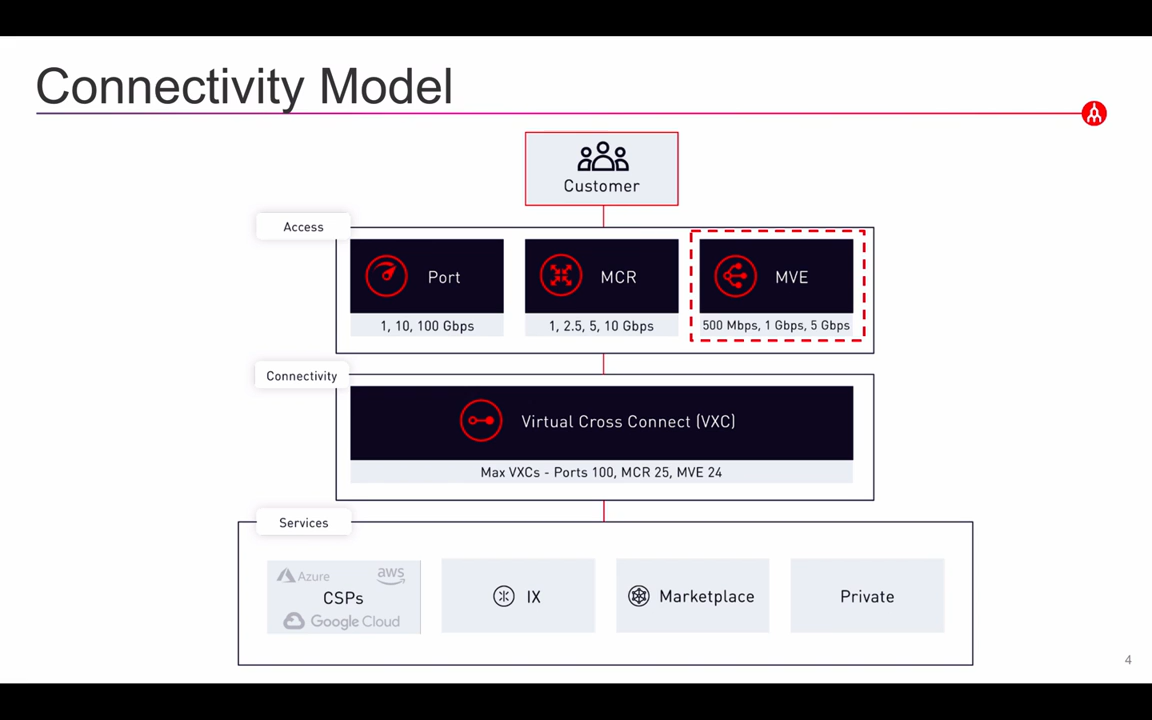 Connectivity Model
Customer
Access
Port
MCR
MVE
1, 10, 100 Gbps
1, 2.5, 5, 10 Gbps
500 Mbps, 1 Gbps, 5 Gbps
Connectivity
Virtual Cross Connect (VXC)
Max VXCs - Ports 100, MCR 25, MVE 24
Services
Azure
aws
CSPs
Google Cloud
IX
Marketplace
Private
4